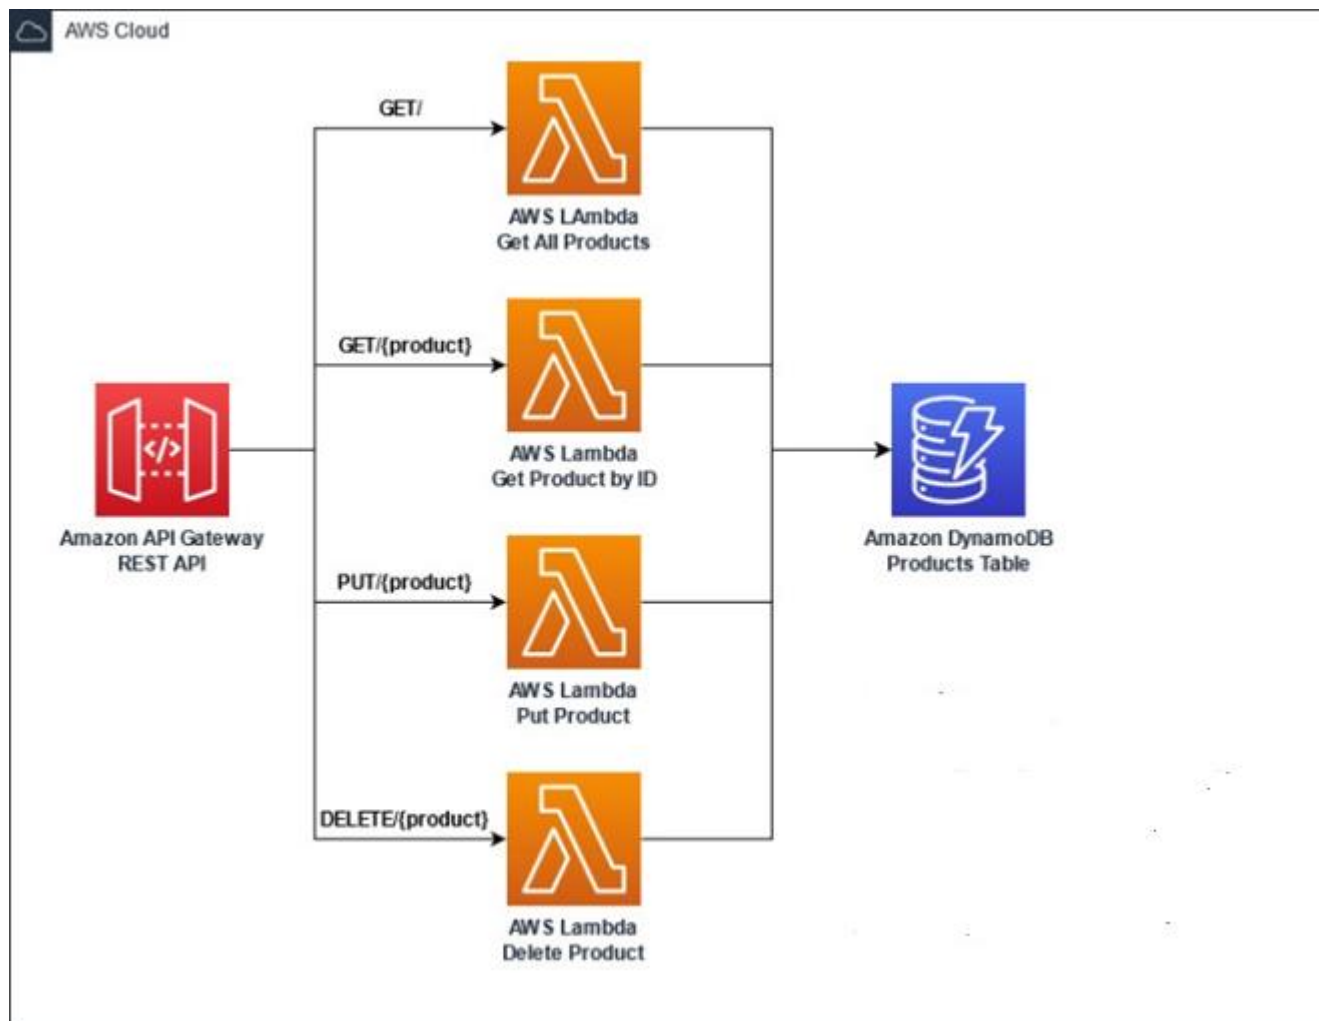 AWS Cloud
GET/
AWS LAmbda
Get All Products
GET/{product}
AWS Lambda
Get Product by ID
</>
Amazon API Gateway
REST API
Amazon DynamoDB
Products Table
PUT/{product}
AWS Lambda
Put Product
DELETE/{product}
AWS Lambda
Delete Product